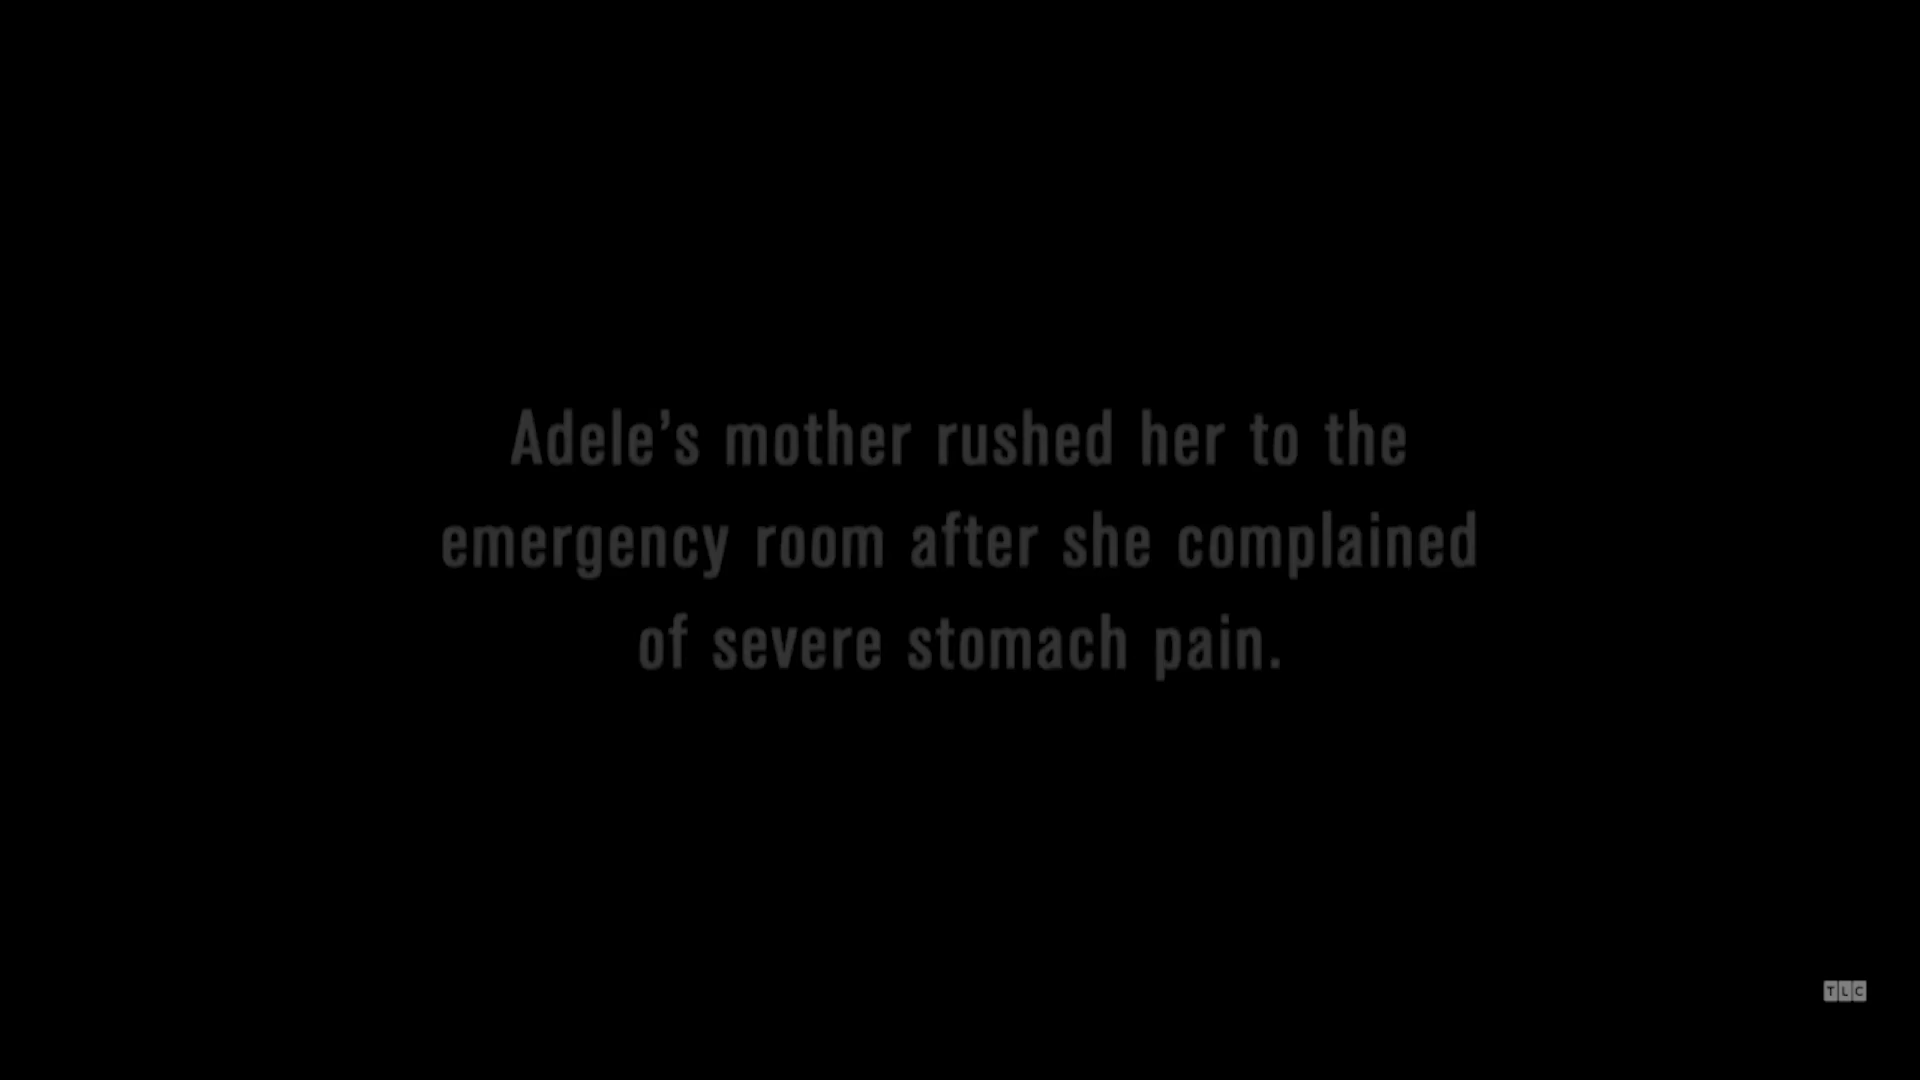 Adele’s mother rushed her to the
emergency room after she complained
of severe stomach pain.
TLC